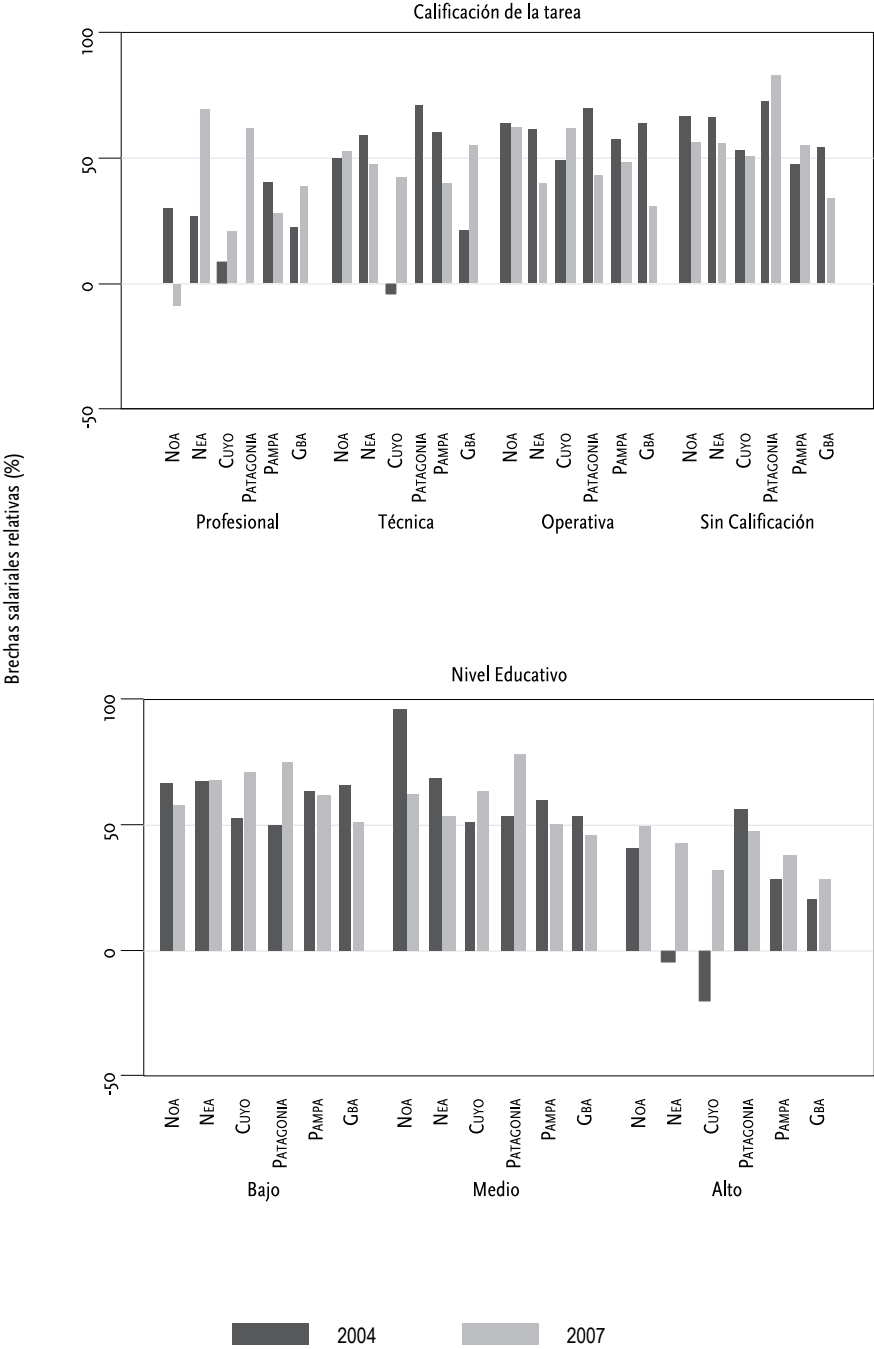 Calificación de la tarea
100
50
0
-50
NOA NEA CUYO PATAGONIA PAMPA GBA NOA NEA CUYO PATAGONIA PAMPA GBA NOA NEA CUYO PATAGONIA PAMPA GBA NOA NEA CUYO PATAGONIA PAMPA GBA
Profesional Técnica Operativa Sin Calificación
Brechas salariales relativas (%)
Nivel Educativo
100
50
0
-50
NOA NEA CUYO PATAGONIA PAMPA GBA NOA NEA CUYO PATAGONIA PAMPA GBA NOA NEA CUYO PATAGONIA PAMPA GBA
Bajo Medio Alto
2004 2007